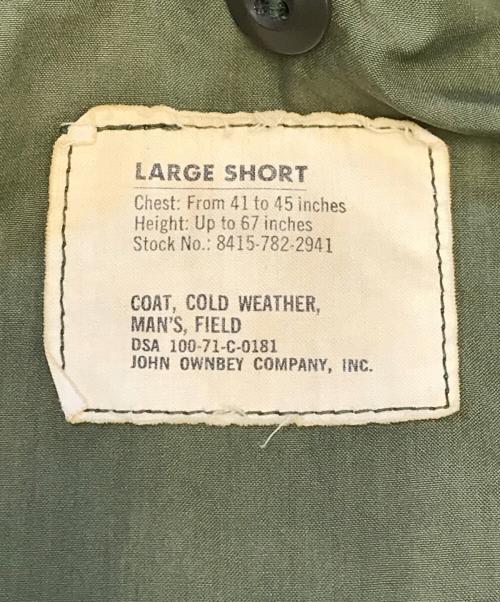 LARGE SHORT
Chest: From 41 to 45 inches
Height: Up to 67 inches
Stock No.: 8415-782-2941
COAT, COLD WEATHER,
MAN'S, FIELD
DSA 100-71-C-0181
JOHN OWNBEY COMPANY, INC.